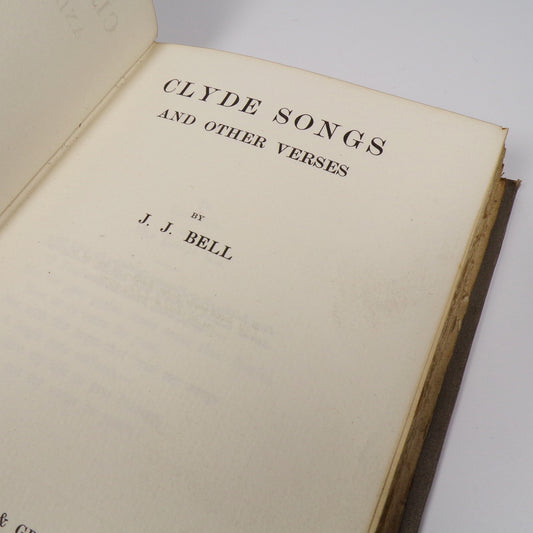 CLYDE SONGS
AND OTHER VERSES
BY
J. J. BELL
&